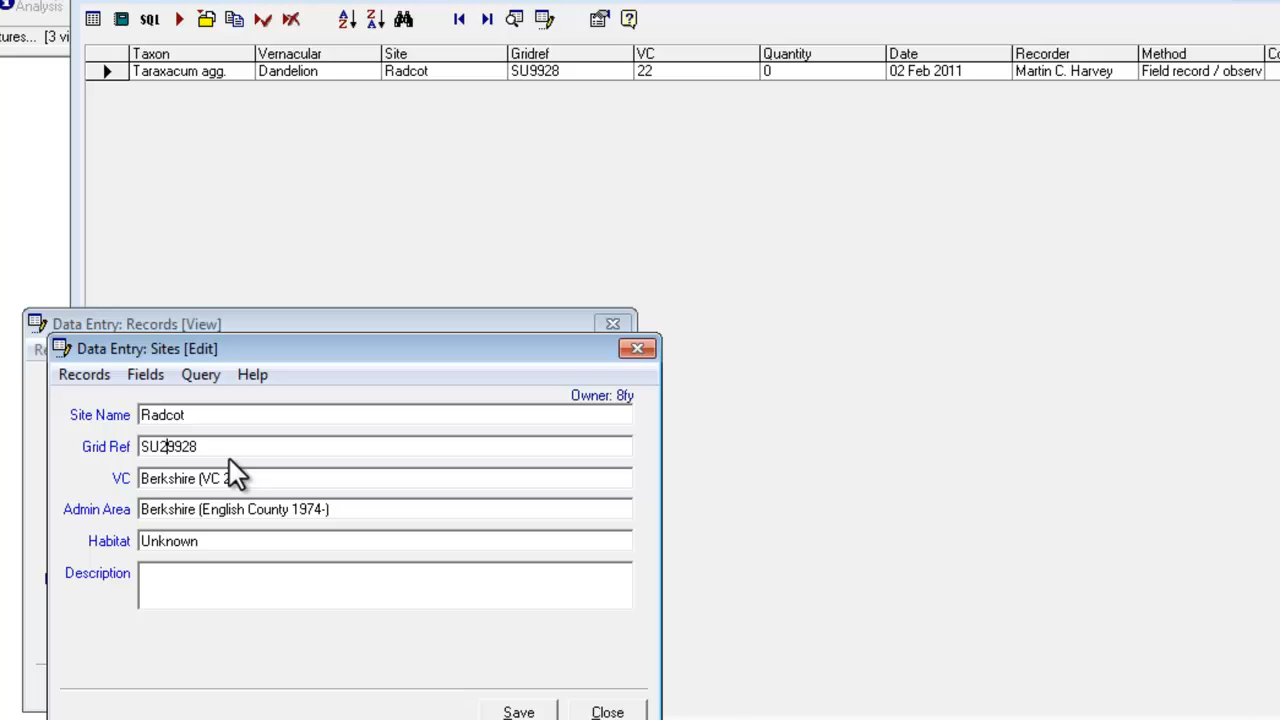 Analysis
SQL
tures... [3 vi
Taxon Vernacular Site Gridref VC Quantity Date Recorder Method Co
Taraxacum agg. Dandelion Radcot SU9928 22 0 02 Feb 2011 Martin C. Harvey Field record / observ
Data Entry: Records [View]
Re
Data Entry: Sites [Edit]
Records Fields Query Help
Owner: 8fy
Site Name Radcot
Grid Ref SU29928
VC Berkshire (VC 2
Admin Area Berkshire (English County 1974-)
Habitat Unknown
Description
Save Close